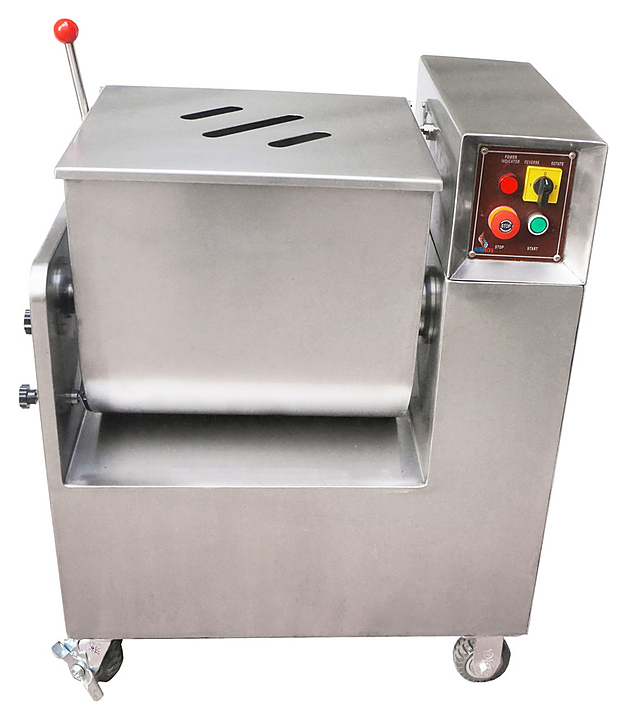 POWER
INDICATOR
REVERSE
ROTATE
STOP
STOP
START